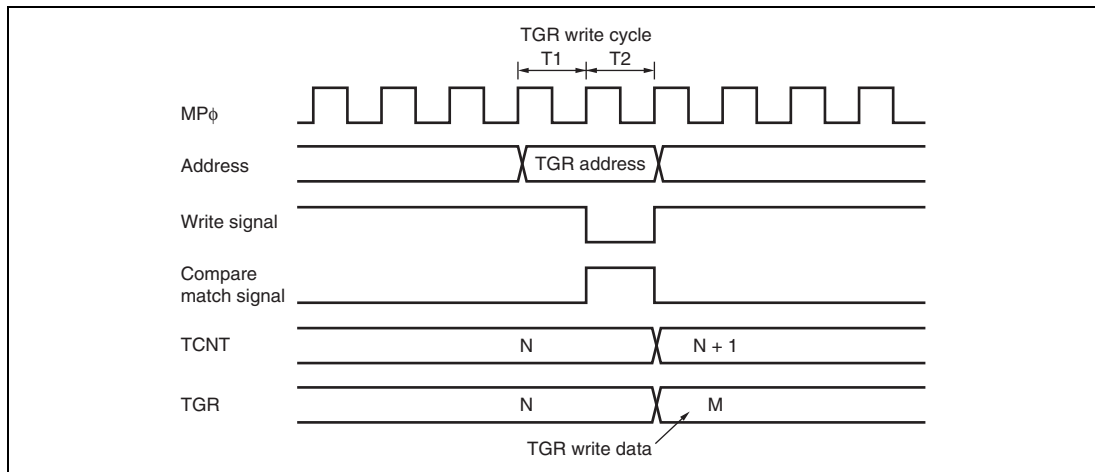 TGR write cycle
T1 T2
MPφ
Address TGR address
Write signal
Compare
match signal
TCNT N N + 1
TGR N M
TGR write data